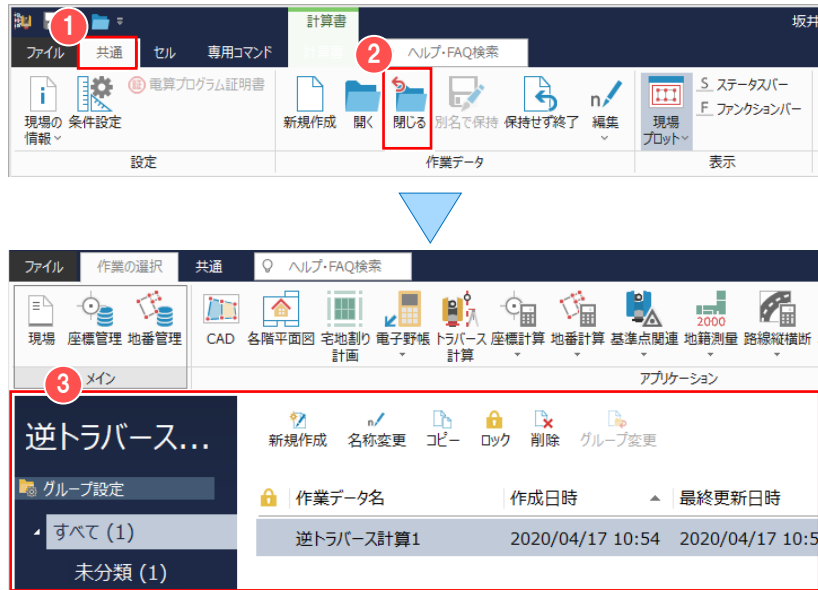 1
計算書
坂井
ファイル 共通 セル 専用コマンド
2
ヘルプ・FAQ検索
現場の情報
条件設定
電算プログラム証明書
新規作成 開く 閉じる 別名で保持 保持せず終了 編集
現場プロット
S ステータスバー
F ファンクションバー
設定 作業データ 表示
ファイル 作業の選択 共通 ヘルプ・FAQ検索
現場 座標管理 地番管理 CAD 各階平面図 宅地割り計画 電子野帳 トラバース計算 座標計算 地番計算 基準点関連 2000 地籍測量 路線縦横断
メイン アプリケーション
3
逆トラバース...
新規作成 名称変更 コピー ロック 削除 グループ変更
グループ設定
作業データ名 作成日時 最終更新日時
すべて (1)
逆トラバース計算1 2020/04/17 10:54 2020/04/17 10:5
未分類 (1)